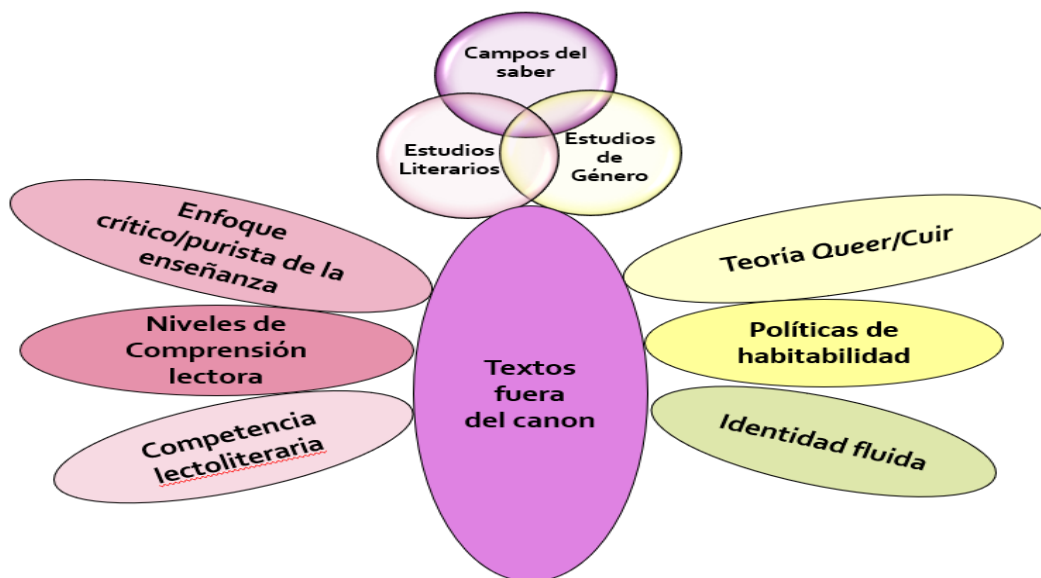 Campos del
saber
Estudios
Literarios
Estudios
de
Género
Enfoque
crítico/purista de la
enseñanza
Niveles de
Comprensión
lectora
Competencia
lectoliteraria
Textos
fuera
del canon
Teoría Queer/Cuir
Políticas de
habitabilidad
Identidad fluida